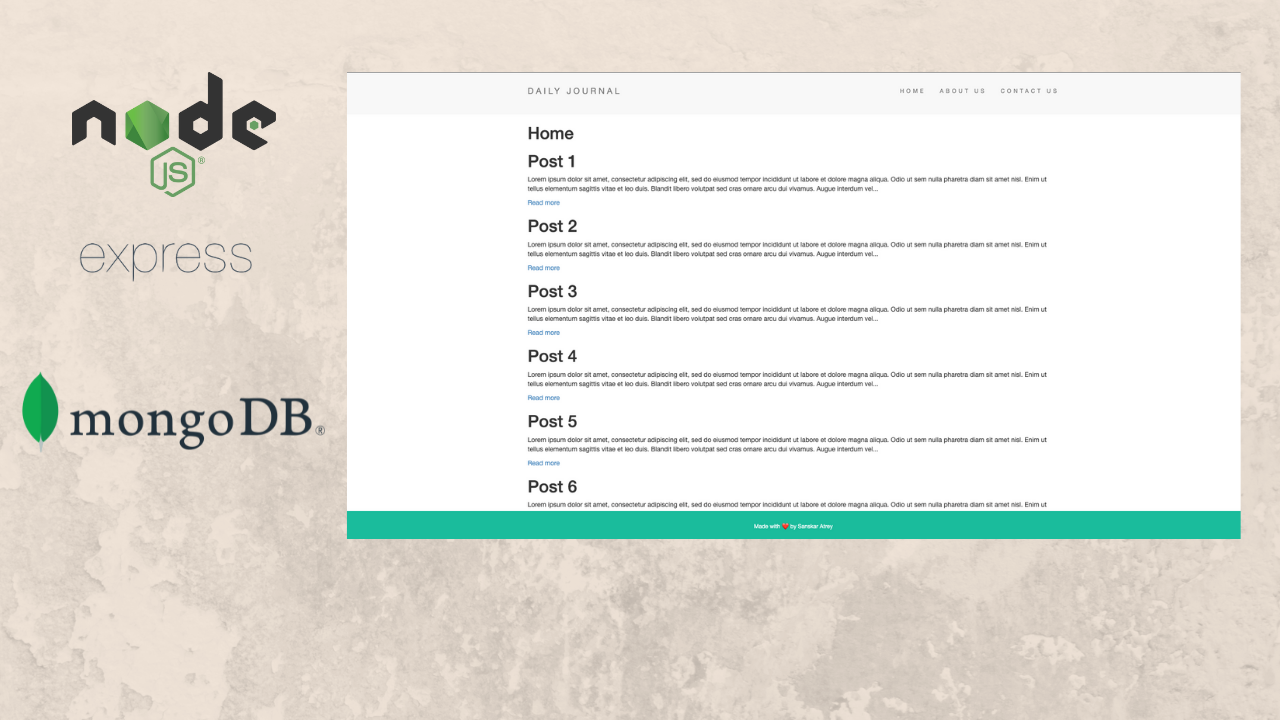 node
JS®
express
mongoDB®
DAILY JOURNAL
HOME ABOUT US CONTACT US
Home
Post 1
Lorem ipsum dolor sit amet, consectetur adipiscing elit, sed do eiusmod tempor incididunt ut labore et dolore magna aliqua. Odio ut sem nulla pharetra diam sit amet nisl. Enim ut
tellus elementum sagittis vitae et leo duis. Blandit libero volutpat sed cras ornare arcu dui vivamus. Augue interdum vel...
Read more
Post 2
Lorem ipsum dolor sit amet, consectetur adipiscing elit, sed do eiusmod tempor incididunt ut labore et dolore magna aliqua. Odio ut sem nulla pharetra diam sit amet nisl. Enim ut
tellus elementum sagittis vitae et leo duis. Blandit libero volutpat sed cras ornare arcu dui vivamus. Augue interdum vel...
Read more
Post 3
Lorem ipsum dolor sit amet, consectetur adipiscing elit, sed do eiusmod tempor incididunt ut labore et dolore magna aliqua. Odio ut sem nulla pharetra diam sit amet nisl. Enim ut
tellus elementum sagittis vitae et leo duis. Blandit libero volutpat sed cras ornare arcu dui vivamus. Augue interdum vel...
Read more
Post 4
Lorem ipsum dolor sit amet, consectetur adipiscing elit, sed do eiusmod tempor incididunt ut labore et dolore magna aliqua. Odio ut sem nulla pharetra diam sit amet nisl. Enim ut
tellus elementum sagittis vitae et leo duis. Blandit libero volutpat sed cras ornare arcu dui vivamus. Augue interdum vel...
Read more
Post 5
Lorem ipsum dolor sit amet, consectetur adipiscing elit, sed do eiusmod tempor incididunt ut labore et dolore magna aliqua. Odio ut sem nulla pharetra diam sit amet nisl. Enim ut
tellus elementum sagittis vitae et leo duis. Blandit libero volutpat sed cras ornare arcu dui vivamus. Augue interdum vel...
Read more
Post 6
Lorem ipsum dolor sit amet, consectetur adipiscing elit, sed do eiusmod tempor incididunt ut labore et dolore magna aliqua. Odio ut sem nulla pharetra diam sit amet nisl. Enim ut
Made with ❤️ by Sanskar Atrey